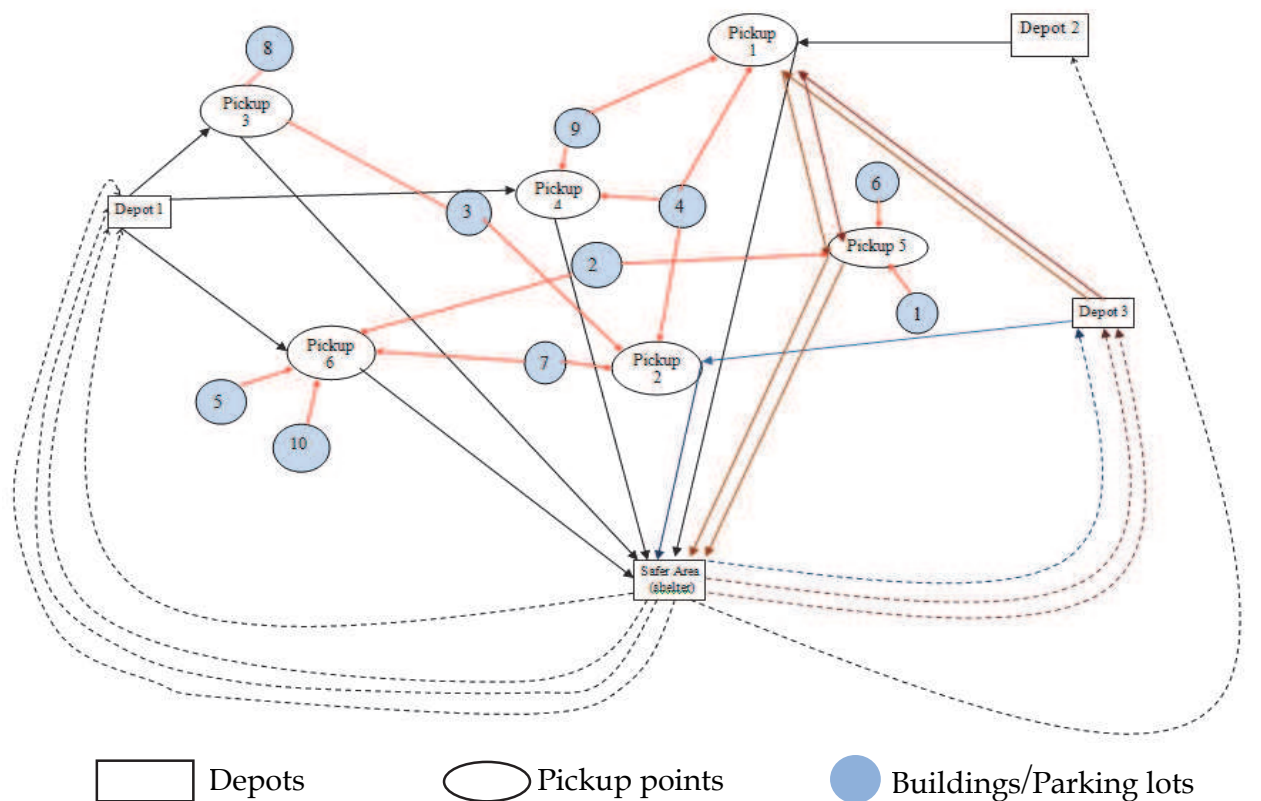 Pickup
1
Depot 2
8
Pickup
3
9
Pickup
4
4
6
Depot 1
3
Pickup 5
2
1
Depot 3
Pickup
6
7
Pickup
2
5
10
Safer Area
(shelter)
Depots
Pickup points
Buildings/Parking lots